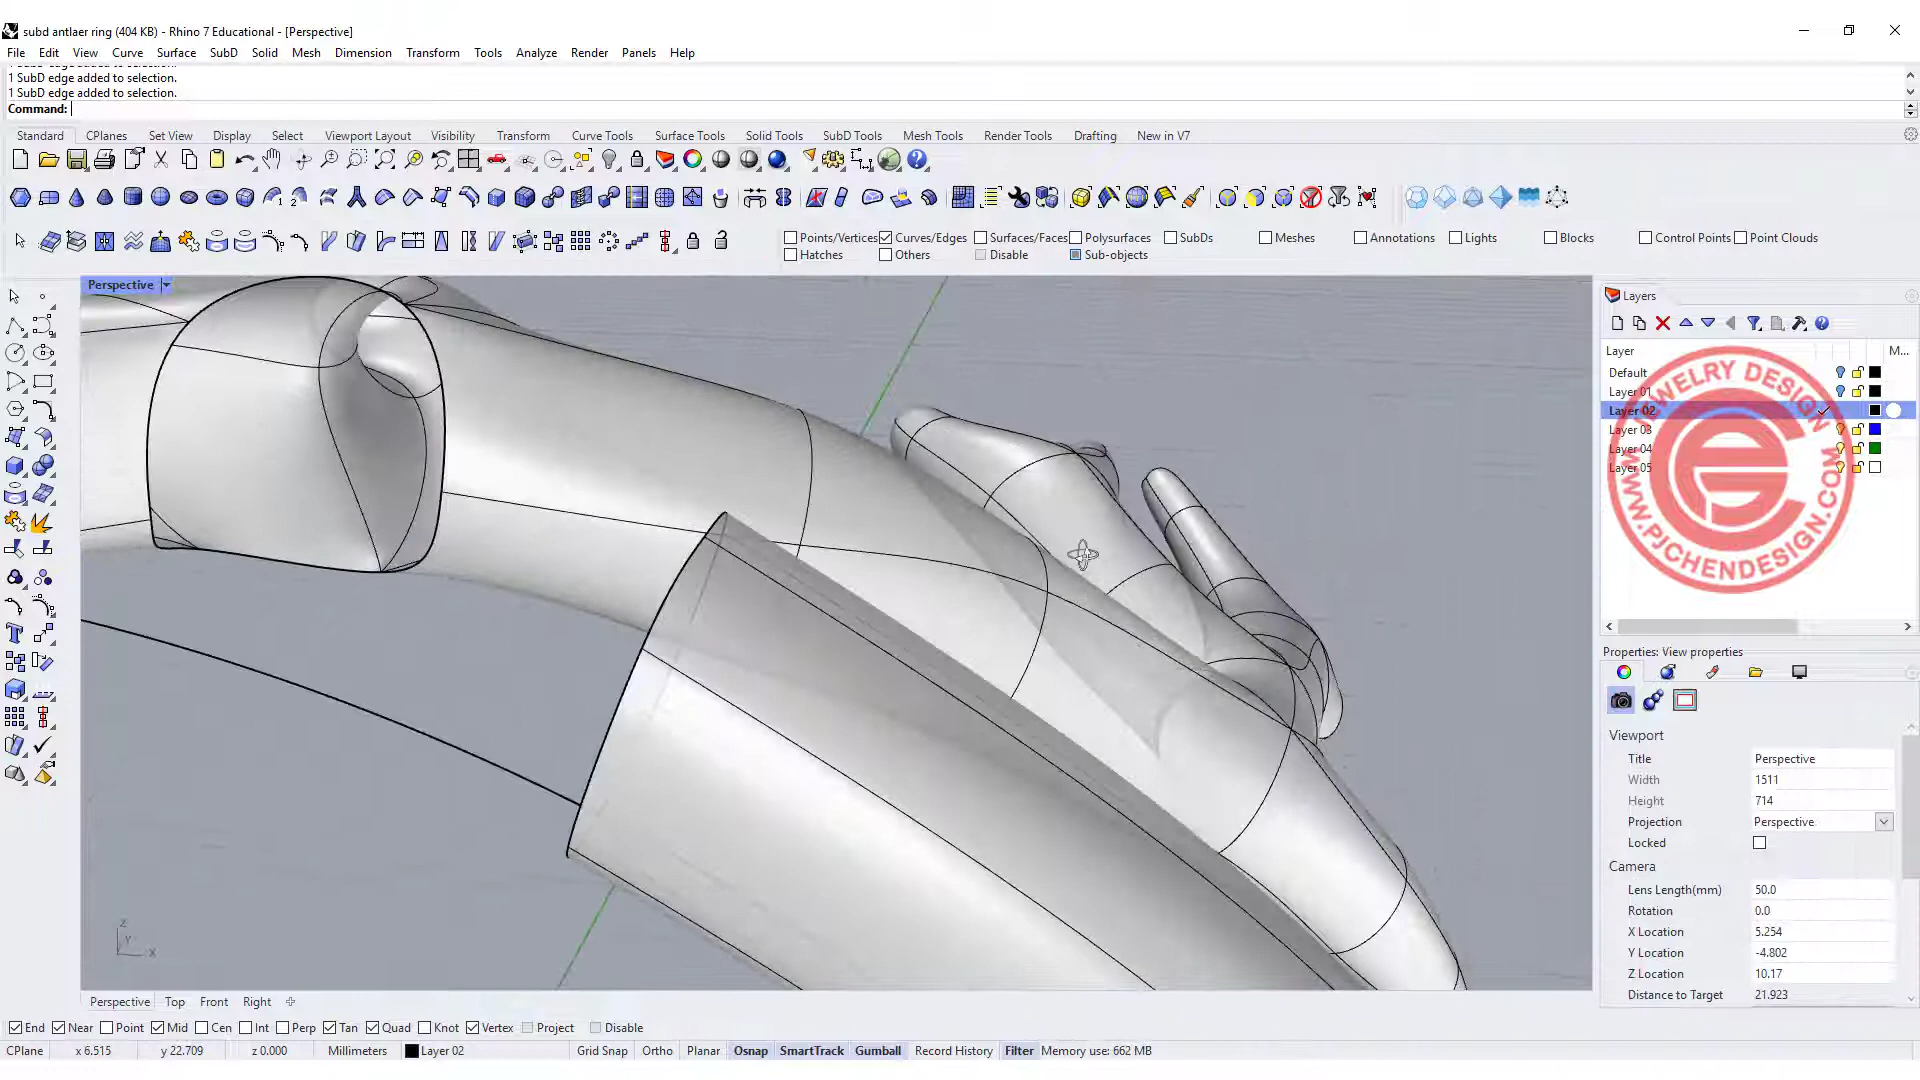 subd antlaer ring (404 KB) - Rhino 7 Educational - [Perspective]
File Edit View Curve Surface SubD Solid Mesh Dimension Transform Tools Analyze Render Panels Help
1 SubD edge added to selection.
1 SubD edge added to selection.
Command:
Standard CPlanes Set View Display Select Viewport Layout Visibility Transform Curve Tools Surface Tools Solid Tools SubD Tools Mesh Tools Render Tools Drafting New in V7
Points/Vertices Curves/Edges Surfaces/Faces Polysurfaces SubDs Meshes Annotations Lights Blocks Control Points Point Clouds
Hatches Others Disable Sub-objects
Perspective
Layers
Layer M...
Default
Layer 01
Layer 02
Layer 03
Layer 04
Layer 05
JEWELRY DESIGN
WWW.PJCHENDESIGN.COM
Properties: View properties
Viewport
Title Perspective
Width 1511
Height 714
Projection Perspective
Locked
Camera
Lens Length(mm) 50.0
Rotation 0.0
X Location 5.254
Y Location -4.802
Z Location 10.17
Distance to Target 21.923
z
y
x
Perspective Top Front Right
End Near Point Mid Cen Int Perp Tan Quad Knot Vertex Project Disable
CPlane x 6.515 y 22.709 z 0.000 Millimeters Layer 02 Grid Snap Ortho Planar Osnap SmartTrack Gumball Record History Filter Memory use: 662 MB